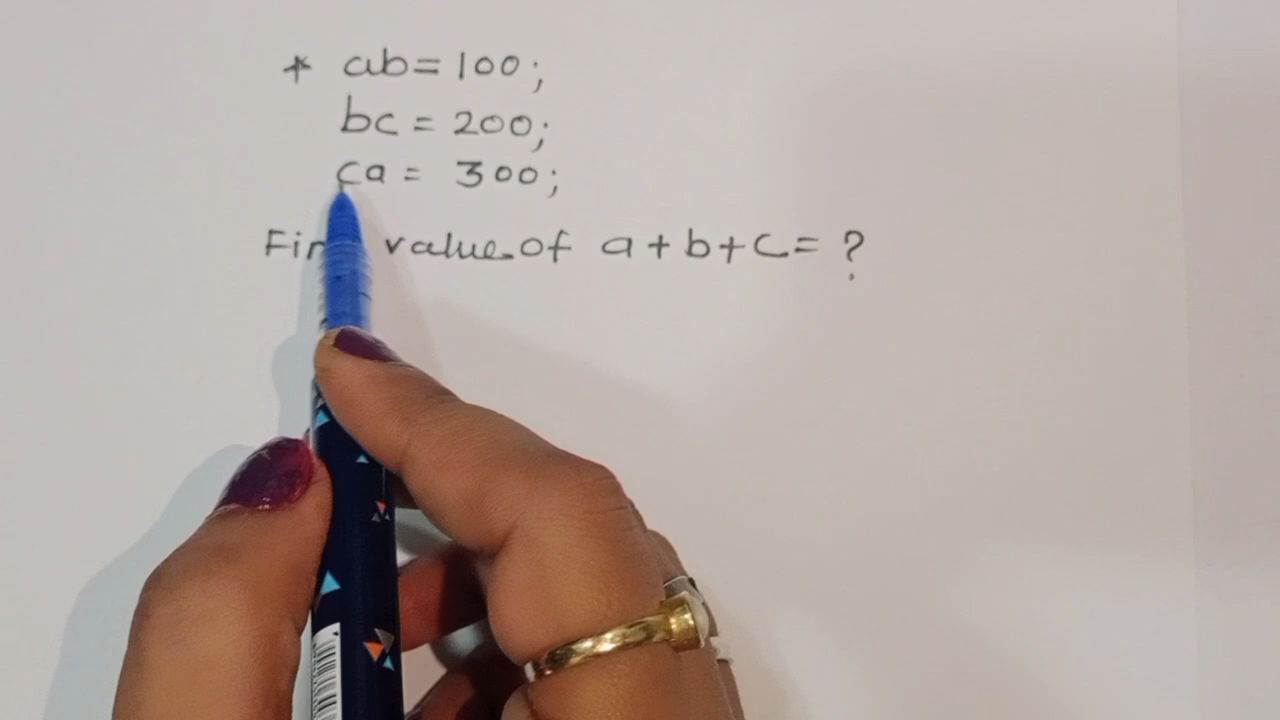 * ab = 100;
bc = 200;
ca = 300;
value of a + b + c = ?